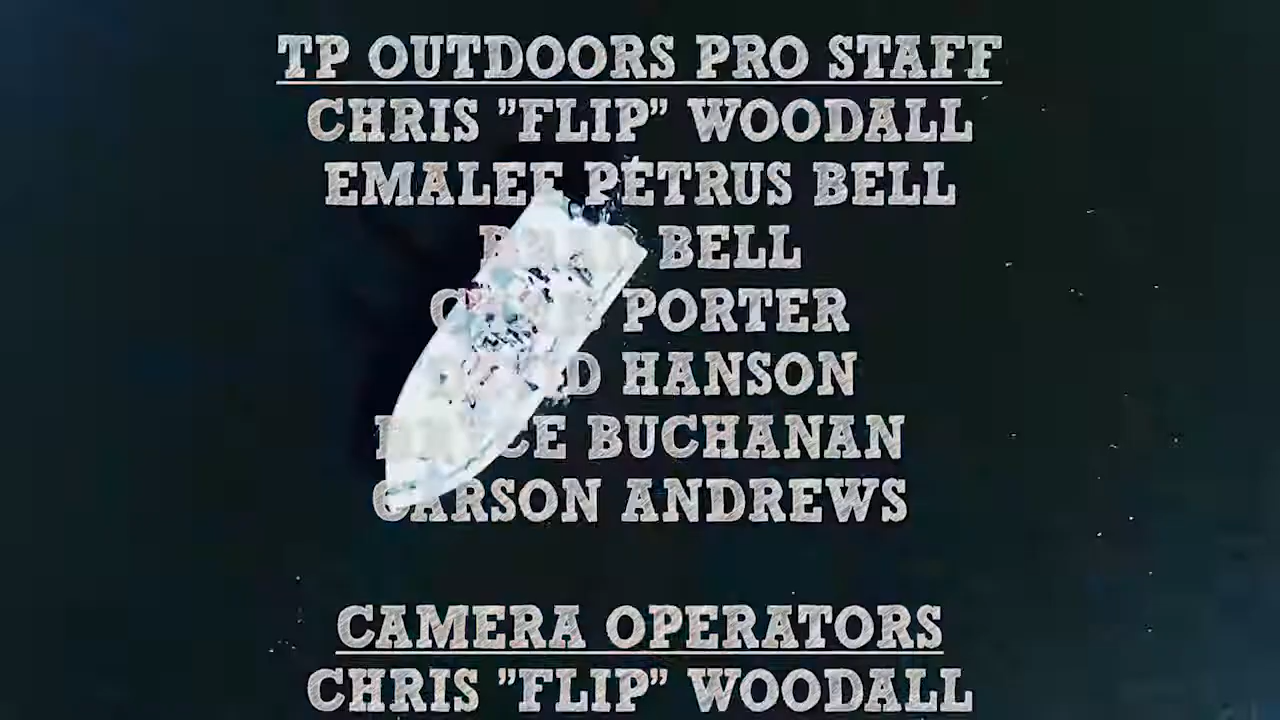 TP OUTDOORS PRO STAFF
CHRIS "FLIP" WOODALL
EMALEE PETRUS BELL
BELL
PORTER
HANSON
BUCHANAN
CARSON ANDREWS
CAMERA OPERATORS
CHRIS "FLIP" WOODALL